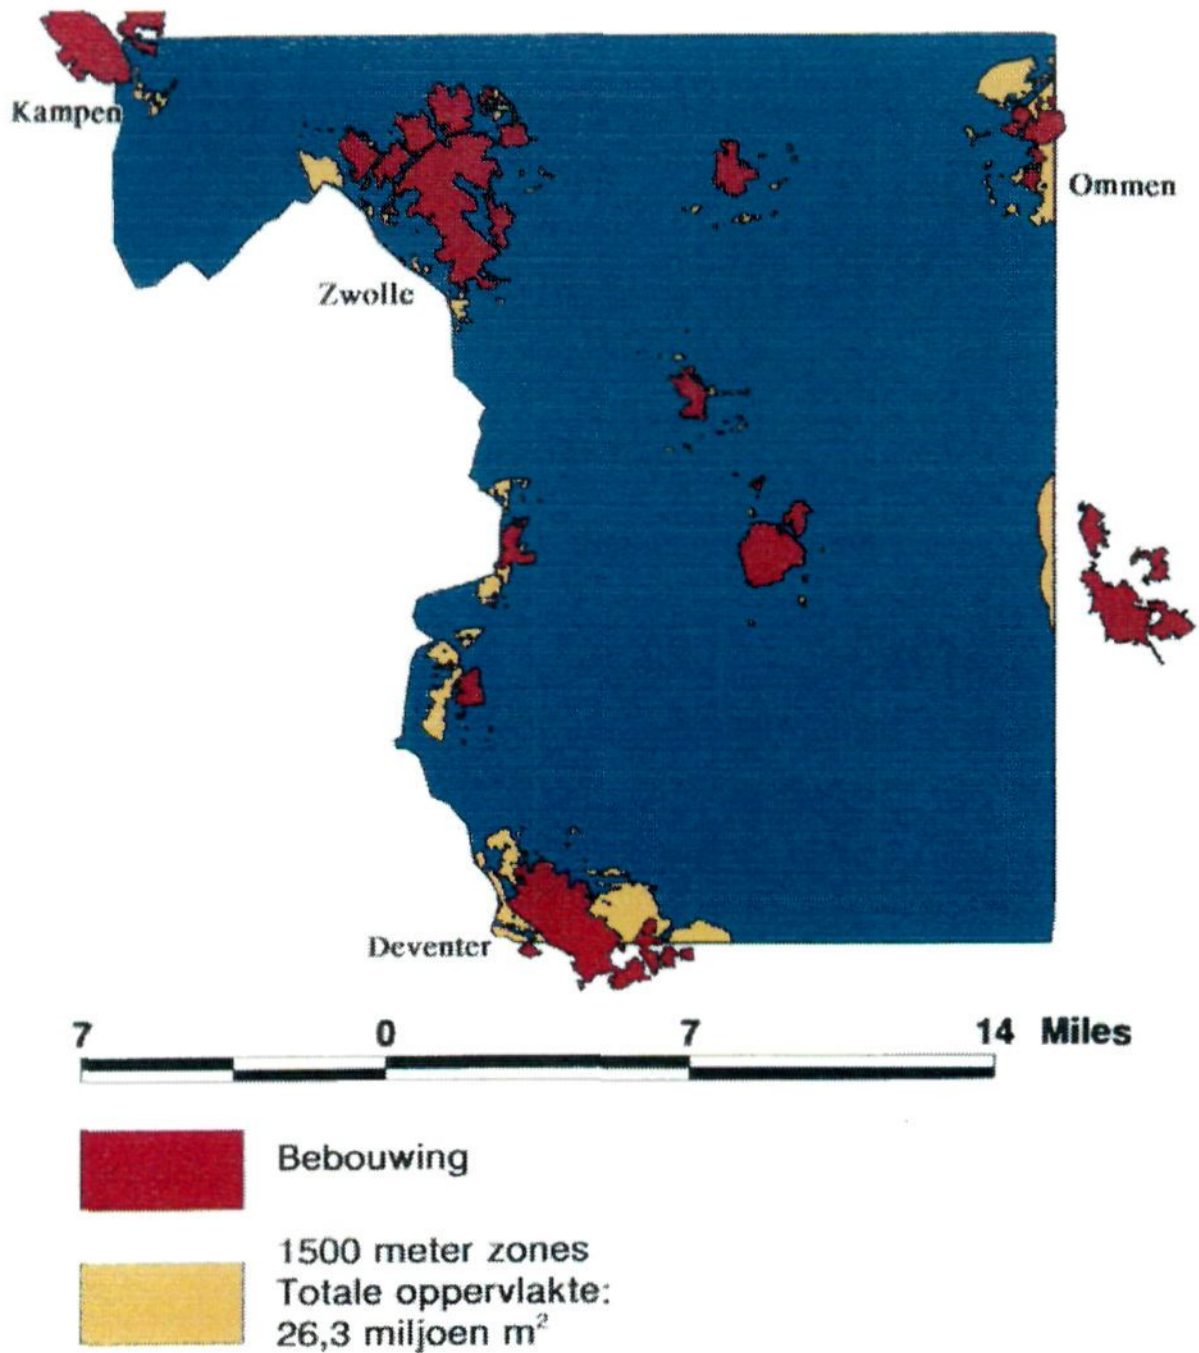 Kampen
Ommen
Zwolle
Deventer
7 0 7 14 Miles
Bebouwing
1500 meter zones
Totale oppervlakte:
26,3 miljoen m²